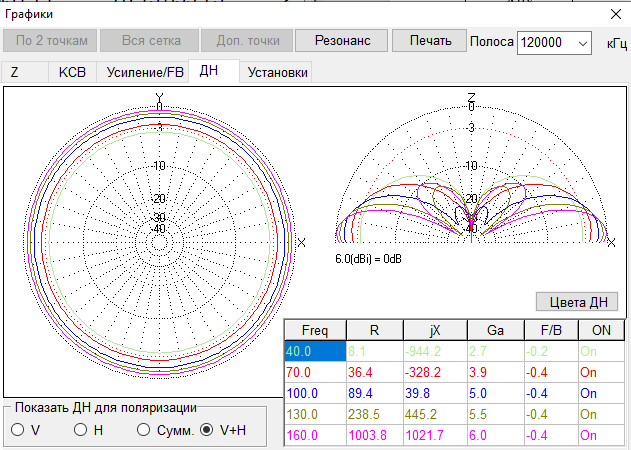 Графики
По 2 точкам Вся сетка Доп. точки Резонанс Печать Полоса 120000 кГц
Z КСВ Усиление/FB ДН Установки
Y Z
0 0
-3 -3
-10 -10
-20 -20
-30 -30
-40 -40
X X
6.0(dBi) = 0dB
Цвета ДН
Freq R jX Ga F/B ON
40.0 8.1 -944.2 2.7 -0.2 On
70.0 36.4 -328.2 3.9 -0.4 On
100.0 89.4 39.8 5.0 -0.4 On
130.0 238.5 445.2 5.5 -0.4 On
160.0 1003.8 1021.7 6.0 -0.4 On
Показать ДН для поляризации
V H Сумм. V+H